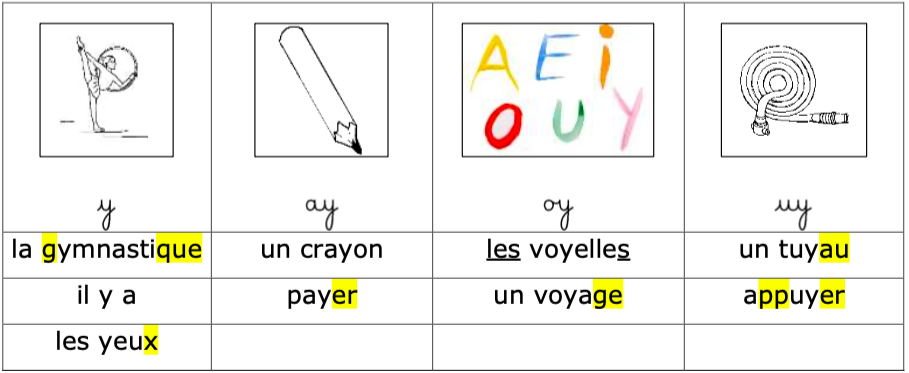 A E i
O U Y
y ay oy uy
la gymnastique un crayon les voyelles un tuyau
il y a payer un voyage appuyer
les yeux